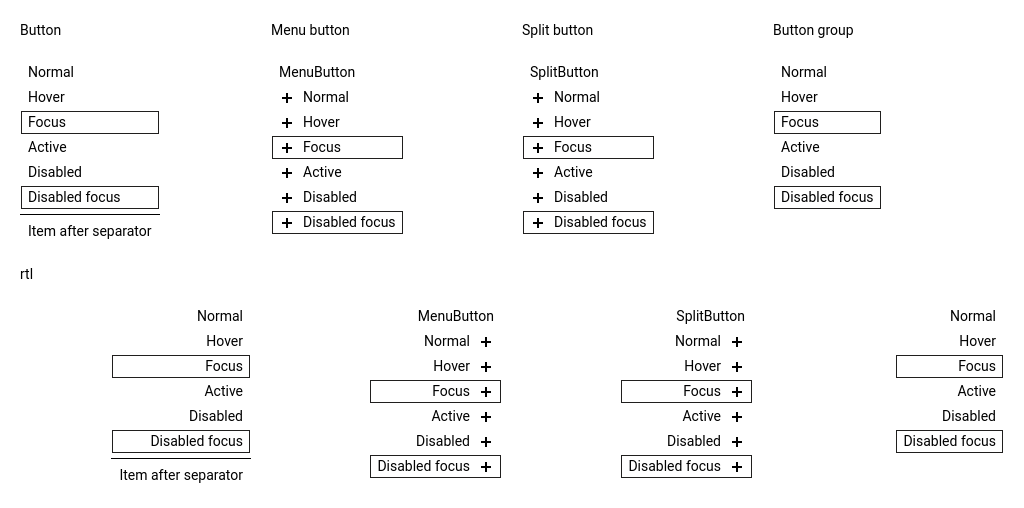 Button
Normal
Hover
Focus
Active
Disabled
Disabled focus
Item after separator
Menu button
MenuButton
Normal
Hover
Focus
Active
Disabled
Disabled focus
Split button
SplitButton
Normal
Hover
Focus
Active
Disabled
Disabled focus
Button group
Normal
Hover
Focus
Active
Disabled
Disabled focus
rtl
Normal
Hover
Focus
Active
Disabled
Disabled focus
Item after separator
MenuButton
Normal
Hover
Focus
Active
Disabled
Disabled focus
SplitButton
Normal
Hover
Focus
Active
Disabled
Disabled focus
Normal
Hover
Focus
Active
Disabled
Disabled focus